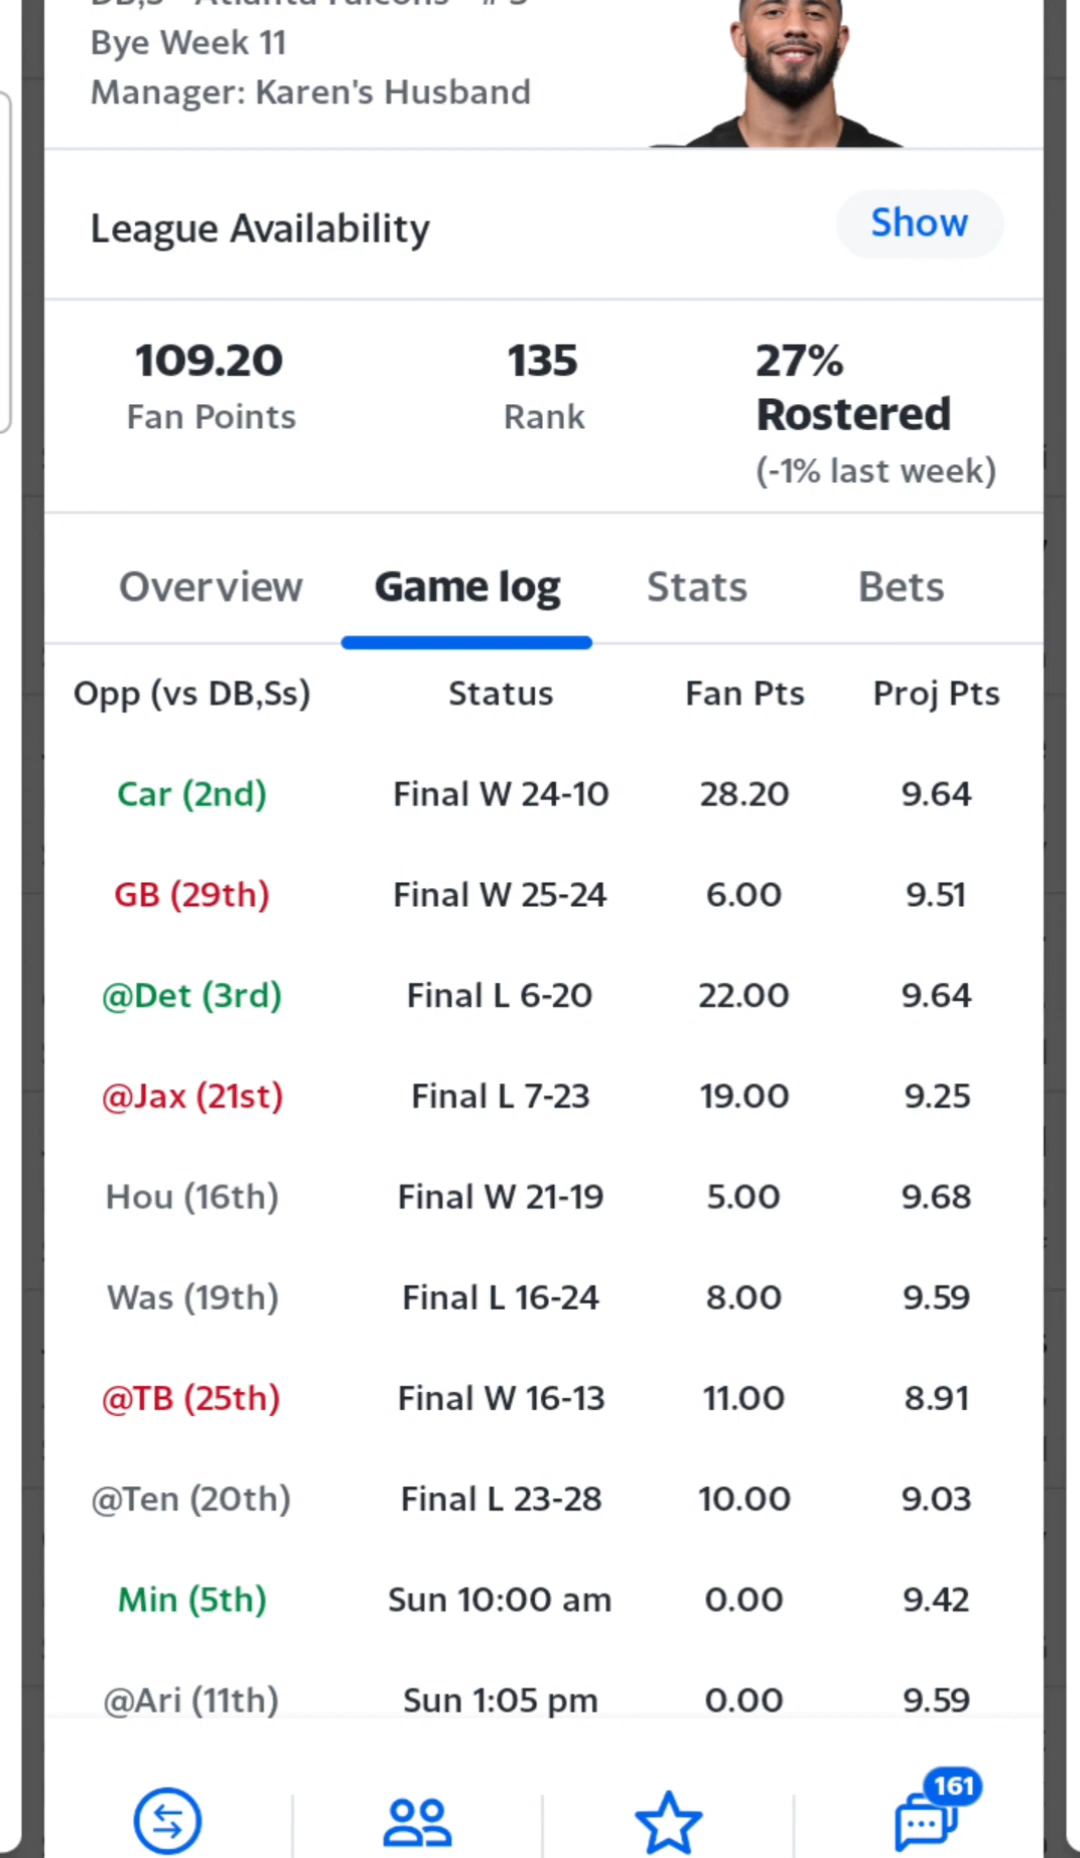 DB,S - Atlanta Falcons - #3
Bye Week 11
Manager: Karen's Husband
League Availability
Show
109.20
Fan Points
135
Rank
27%
Rostered
(-1% last week)
Overview Game log Stats Bets
Opp (vs DB,Ss) Status Fan Pts Proj Pts
Car (2nd) Final W 24-10 28.20 9.64
GB (29th) Final W 25-24 6.00 9.51
@Det (3rd) Final L 6-20 22.00 9.64
@Jax (21st) Final L 7-23 19.00 9.25
Hou (16th) Final W 21-19 5.00 9.68
Was (19th) Final L 16-24 8.00 9.59
@TB (25th) Final W 16-13 11.00 8.91
@Ten (20th) Final L 23-28 10.00 9.03
Min (5th) Sun 10:00 am 0.00 9.42
@Ari (11th) Sun 1:05 pm 0.00 9.59
161